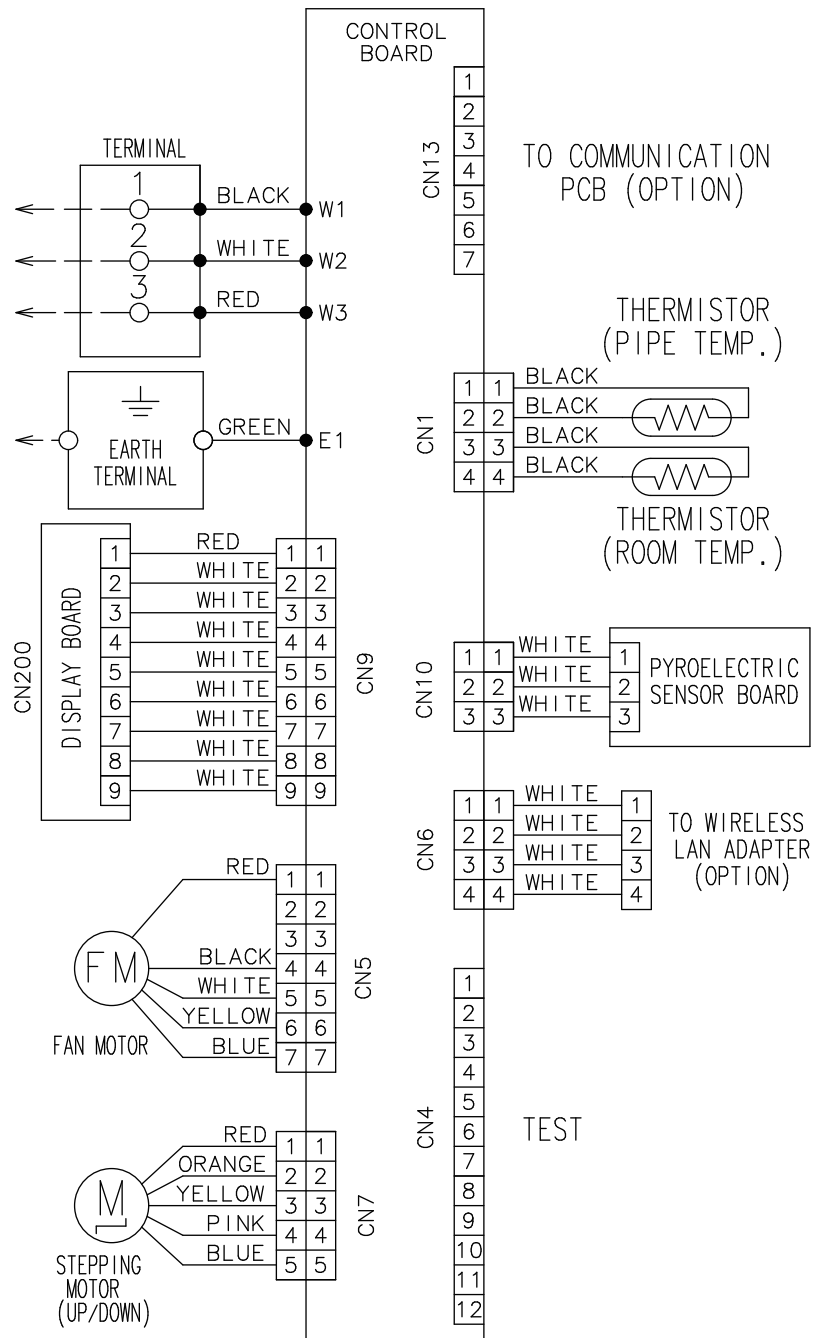 CONTROL
BOARD
CN13
1
2
3
4
5
6
7
TO COMMUNICATION
PCB (OPTION)
TERMINAL
1 BLACK W1
2 WHITE W2
3 RED W3
EARTH
TERMINAL
GREEN E1
THERMISTOR
(PIPE TEMP.)
CN1
1 1 BLACK
2 2 BLACK
3 3 BLACK
4 4 BLACK
THERMISTOR
(ROOM TEMP.)
CN200
DISPLAY BOARD
1 RED 1 1
2 WHITE 2 2
3 WHITE 3 3
4 WHITE 4 4
5 WHITE 5 5
6 WHITE 6 6
7 WHITE 7 7
8 WHITE 8 8
9 WHITE 9 9
CN9
CN10
1 1 WHITE 1
2 2 WHITE 2
3 3 WHITE 3
PYROELECTRIC
SENSOR BOARD
CN6
1 1 WHITE 1
2 2 WHITE 2
3 3 WHITE 3
4 4 WHITE 4
TO WIRELESS
LAN ADAPTER
(OPTION)
FM
FAN MOTOR
RED 1 1
2 2
3 3
BLACK 4 4
WHITE 5 5
YELLOW 6 6
BLUE 7 7
CN5
CN4
1
2
3
4
5
6
7
8
9
10
11
12
TEST
M
STEPPING
MOTOR
(UP/DOWN)
RED 1 1
ORANGE 2 2
YELLOW 3 3
PINK 4 4
BLUE 5 5
CN7